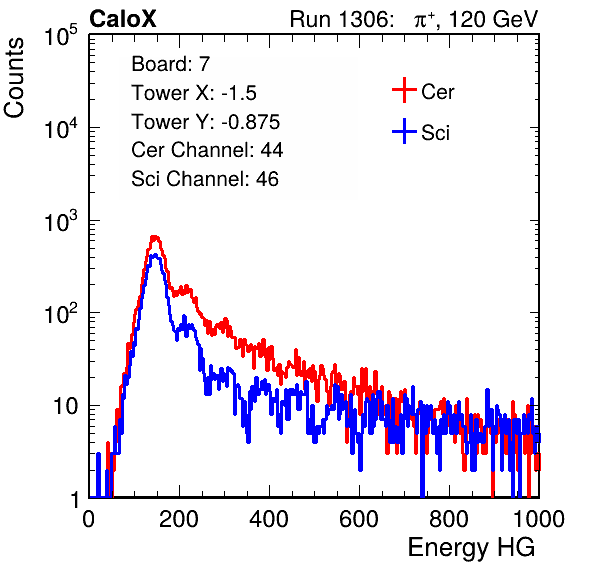 CaloX Run 1306: π⁺, 120 GeV
Counts
10⁵
10⁴
10³
10²
10
1
Board: 7
Tower X: -1.5
Tower Y: -0.875
Cer Channel: 44
Sci Channel: 46
Cer
Sci
0 200 400 600 800 1000
Energy HG